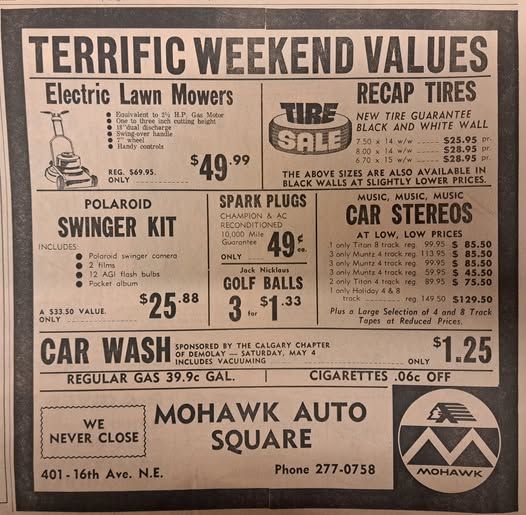 TERRIFIC WEEKEND VALUES
Electric Lawn Mowers
Equivalent to 2½ H.P. Gas Motor
One to three inch cutting height
18" dual discharge
Swing-over handle
7" wheel
Handy controls
REG. $69.95.
ONLY $49.99
TIRE SALE
RECAP TIRES
NEW TIRE GUARANTEE
BLACK AND WHITE WALL
7.50 x 14 w/w $25.95 pr.
8.00 x 14 w/w $28.95 pr.
6.70 x 15 w/w $28.95 pr.
THE ABOVE SIZES ARE ALSO AVAILABLE IN
BLACK WALLS AT SLIGHTLY LOWER PRICES.
POLAROID
SWINGER KIT
INCLUDES:
Polaroid swinger camera
2 films
12 AG1 flash bulbs
Pocket album
A $33.50 VALUE.
ONLY $25.88
SPARK PLUGS
CHAMPION & AC
RECONDITIONED
10,000 Mile
Guarantee
ONLY 49¢ ea.
Jack Nicklaus
GOLF BALLS
3 for $1.33
MUSIC, MUSIC, MUSIC
CAR STEREOS
AT LOW, LOW PRICES
1 only Titan 8 track reg. 99.95 $ 85.50
3 only Muntz 4 track reg. 113.95 $ 85.50
3 only Muntz 4 track reg. 99.95 $ 85.50
3 only Muntz 4 track reg. 59.95 $ 45.50
2 only Titan 4 track reg. 89.95 $ 75.50
1 only Holiday 4 & 8
track reg. 149.50 $129.50
Plus a Large Selection of 4 and 8 Track
Tapes at Reduced Prices.
CAR WASH
SPONSORED BY THE CALGARY CHAPTER
OF DEMOLAY — SATURDAY, MAY 4
INCLUDES VACUUMING ONLY $1.25
REGULAR GAS 39.9c GAL.
CIGARETTES .06c OFF
WE
NEVER CLOSE
MOHAWK AUTO
SQUARE
401 - 16th Ave. N.E.
Phone 277-0758
MOHAWK